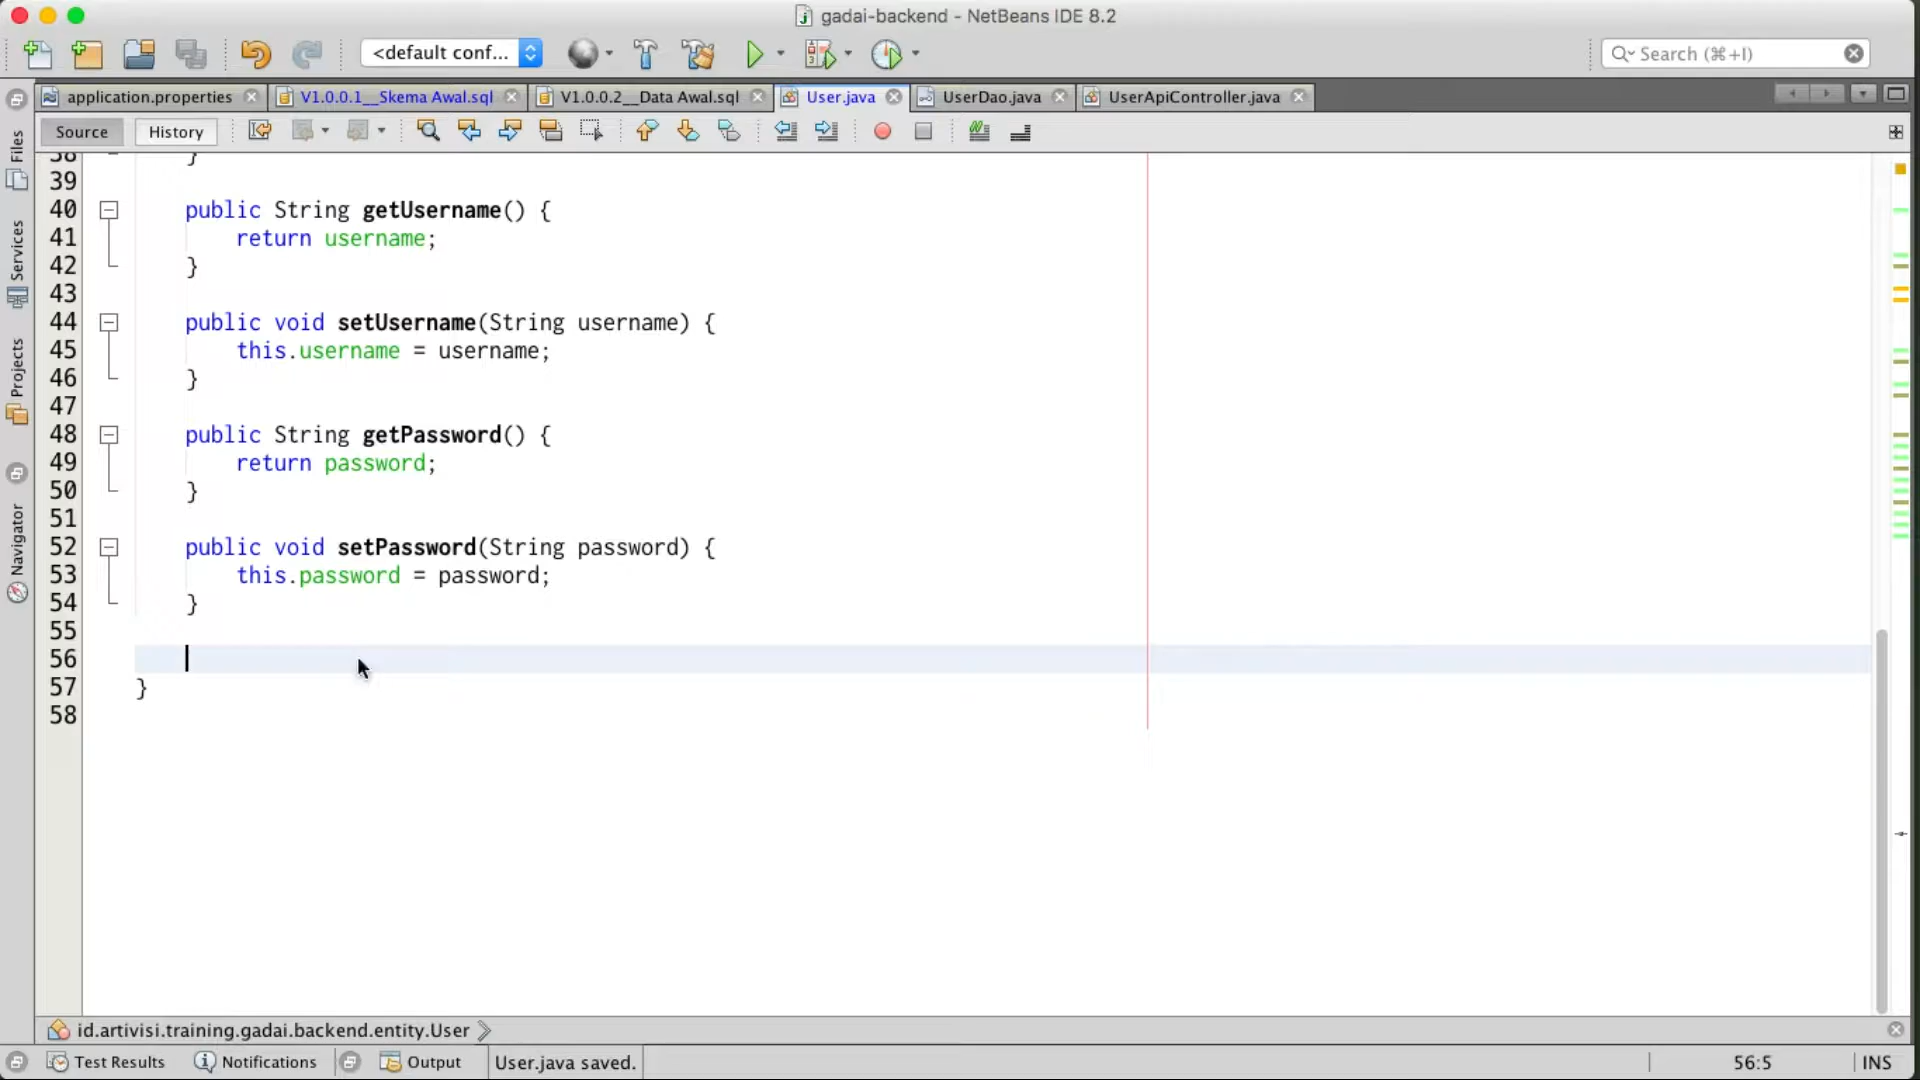 gadai-backend - NetBeans IDE 8.2
<default conf...
Search (⌘+I)
application.properties
V1.0.0.1__Skema Awal.sql
V1.0.0.2__Data Awal.sql
User.java
UserDao.java
UserApiController.java
Source
History
Files
Services
Projects
Navigator
38 }
39
40 public String getUsername() {
41 return username;
42 }
43
44 public void setUsername(String username) {
45 this.username = username;
46 }
47
48 public String getPassword() {
49 return password;
50 }
51
52 public void setPassword(String password) {
53 this.password = password;
54 }
55
56
57 }
58
id.artivisi.training.gadai.backend.entity.User
Test Results
Notifications
Output
User.java saved.
56:5
INS